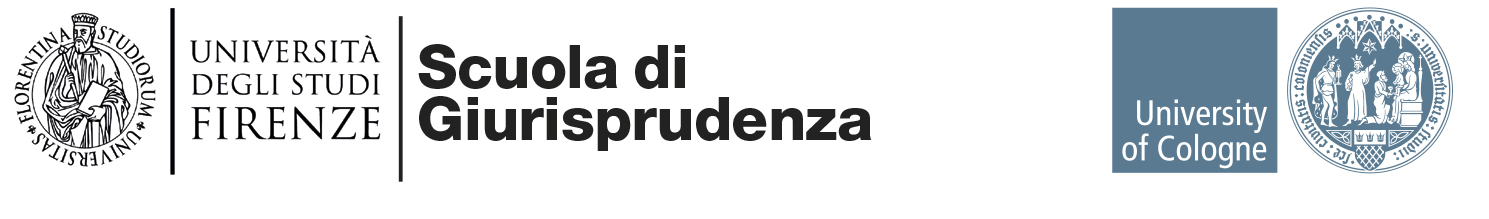 FLORENTINA STUDIORUM UNIVERSITAS
UNIVERSITÀ
DEGLI STUDI
FIRENZE
Scuola di
Giurisprudenza
University
of Cologne